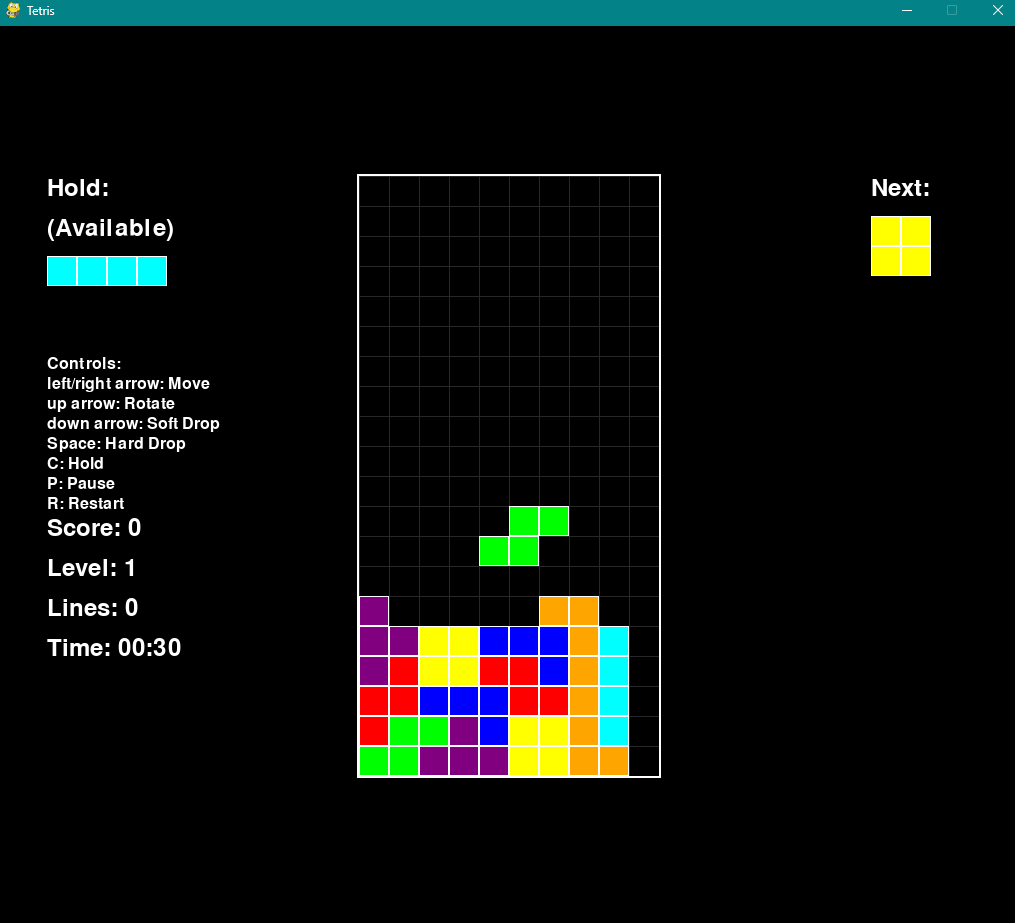 Tetris
Hold:
(Available)
Next:
Controls:
left/right arrow: Move
up arrow: Rotate
down arrow: Soft Drop
Space: Hard Drop
C: Hold
P: Pause
R: Restart
Score: 0
Level: 1
Lines: 0
Time: 00:30